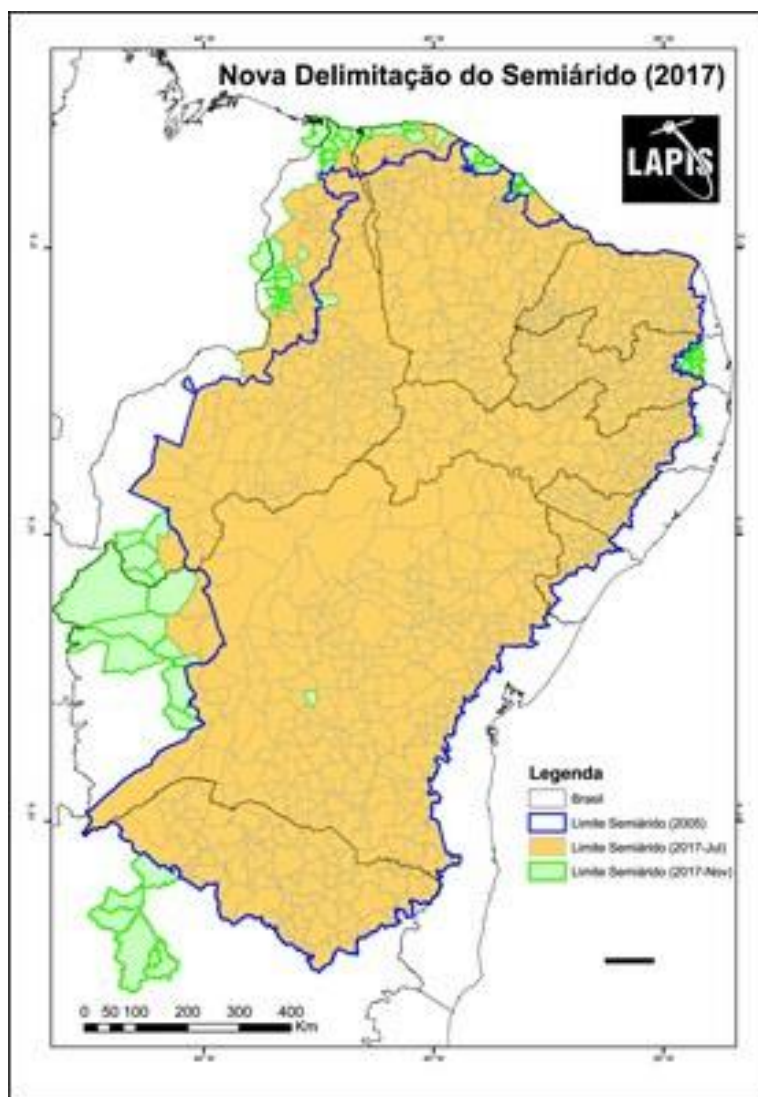 Nova Delimitação do Semiárido (2017)
LAPIS
Legenda
Brasil
Limite Semiárido (2005)
Limite Semiárido (2017-Jul)
Limite Semiárido (2017-Nov)
0 50 100 200 300 400
Km